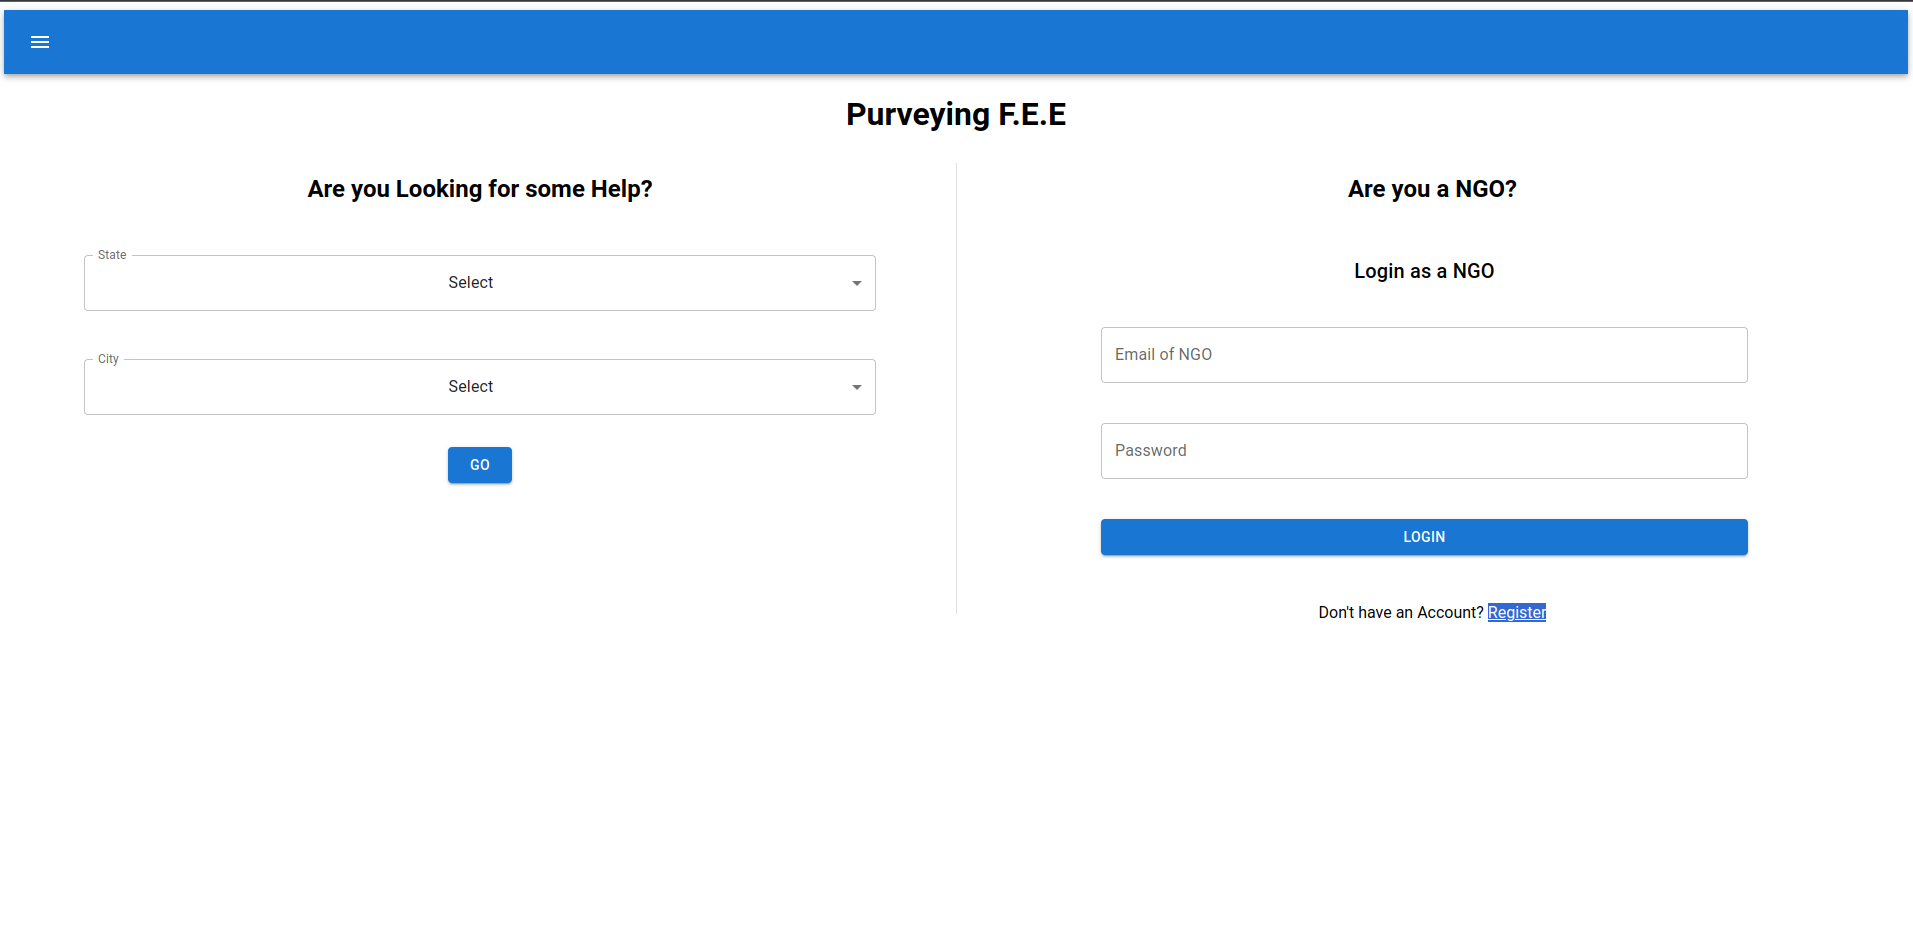 Purveying F.E.E
Are you Looking for some Help?
State
Select
City
Select
GO
Are you a NGO?
Login as a NGO
Email of NGO
Password
LOGIN
Don't have an Account? Register